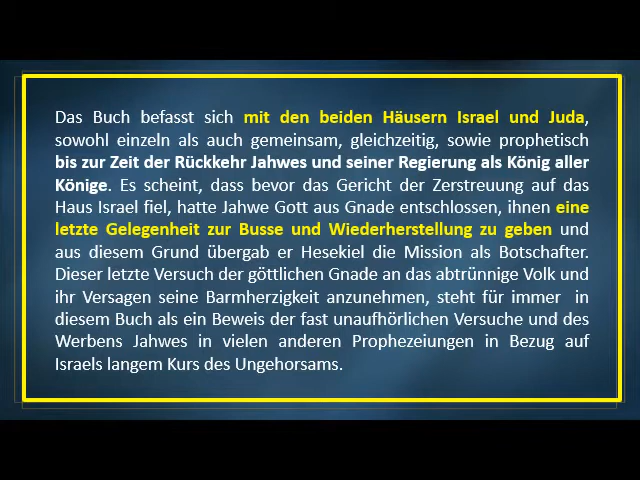 Das Buch befasst sich mit den beiden Häusern Israel und Juda,
sowohl einzeln als auch gemeinsam, gleichzeitig, sowie prophetisch
bis zur Zeit der Rückkehr Jahwes und seiner Regierung als König aller
Könige. Es scheint, dass bevor das Gericht der Zerstreuung auf das
Haus Israel fiel, hatte Jahwe Gott aus Gnade entschlossen, ihnen eine
letzte Gelegenheit zur Busse und Wiederherstellung zu geben und
aus diesem Grund übergab er Hesekiel die Mission als Botschafter.
Dieser letzte Versuch der göttlichen Gnade an das abtrünnige Volk und
ihr Versagen seine Barmherzigkeit anzunehmen, steht für immer in
diesem Buch als ein Beweis der fast unaufhörlichen Versuche und des
Werbens Jahwes in vielen anderen Prophezeiungen in Bezug auf
Israels langem Kurs des Ungehorsams.